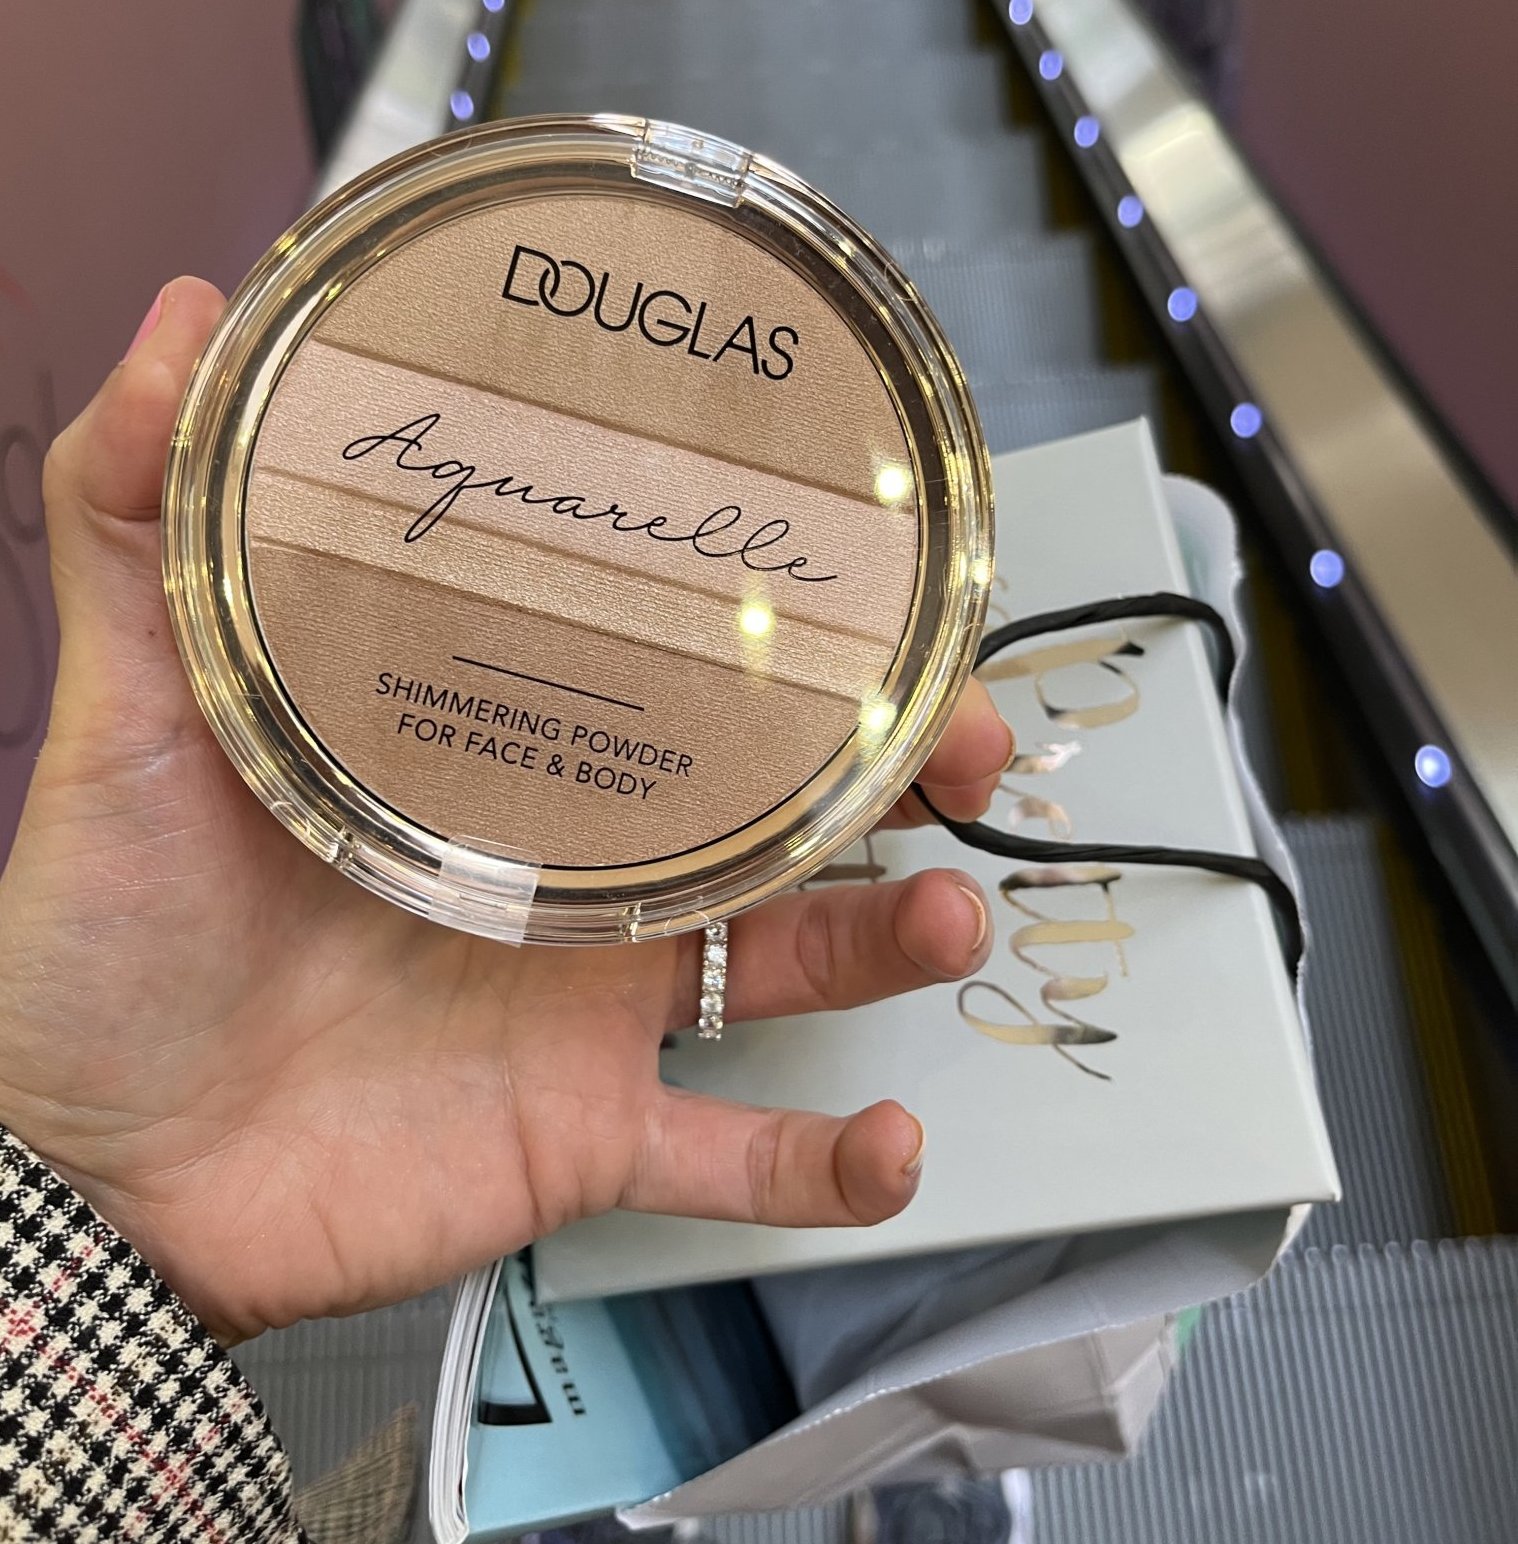 DOUGLAS
Aquarelle
SHIMMERING POWDER
FOR FACE & BODY